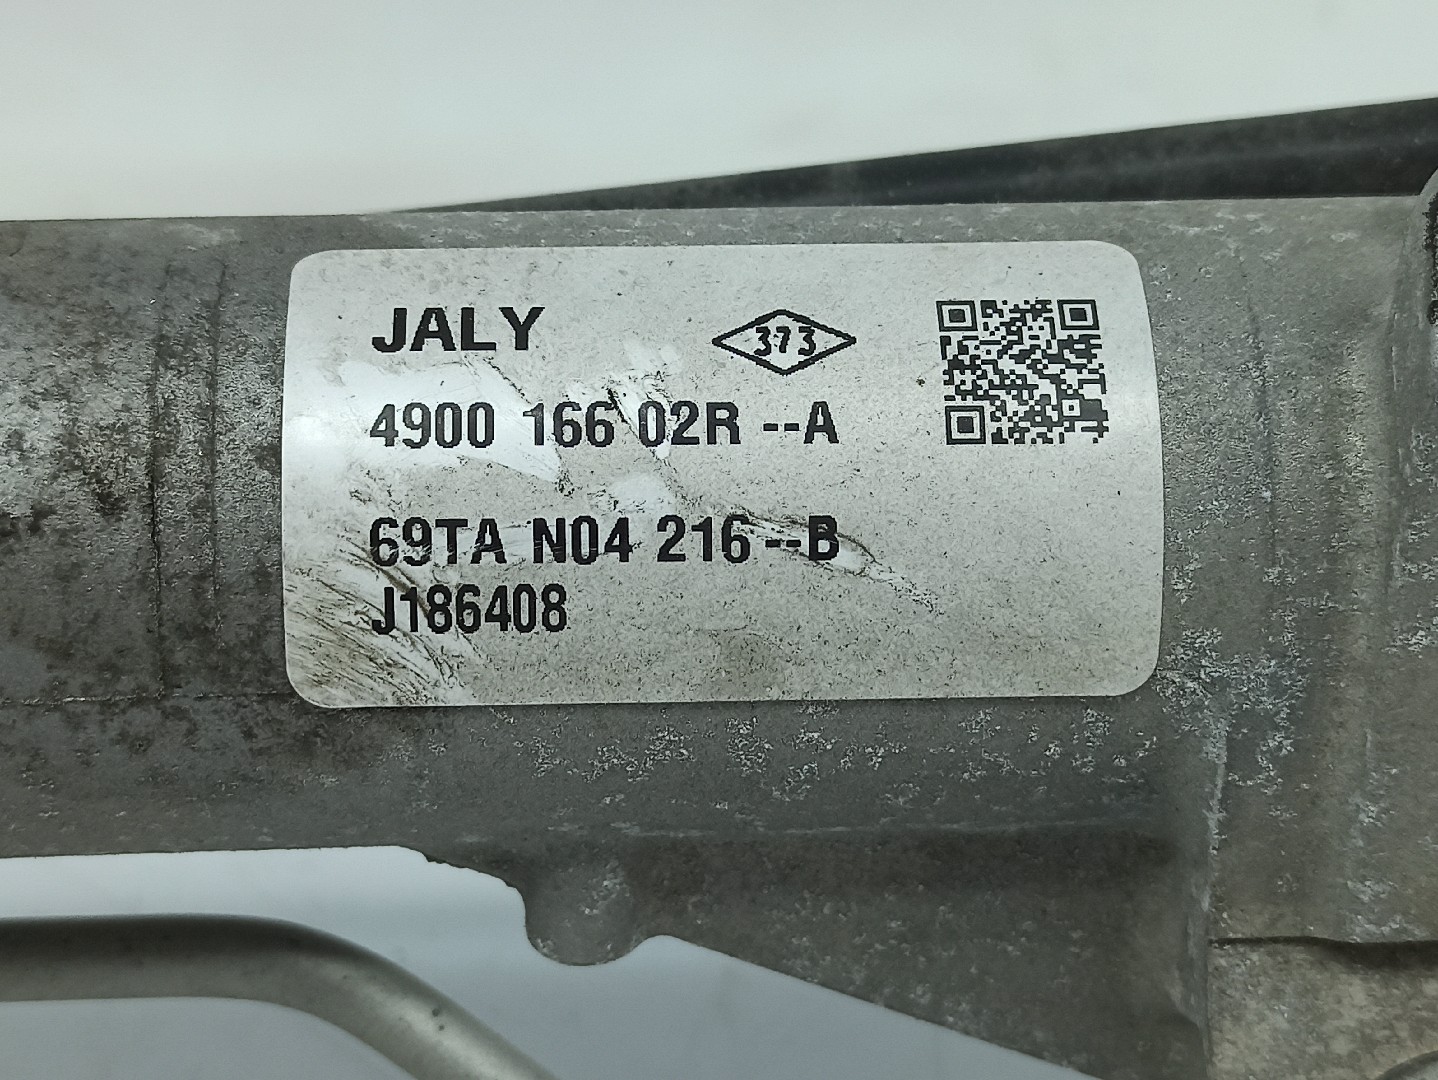 JALY 373
4900 166 02R --A
69TA N04 216 --B
J186408